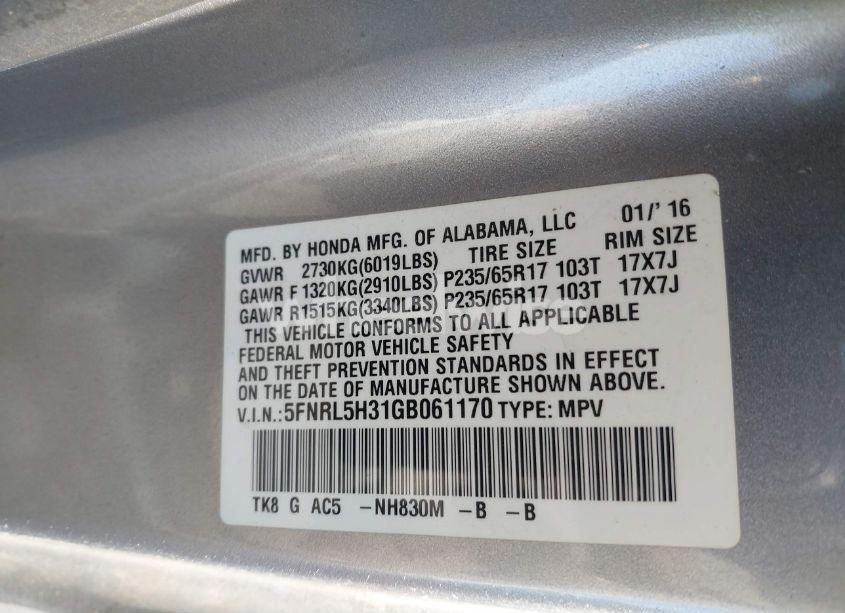 MFD. BY HONDA MFG. OF ALABAMA, LLC 01/' 16
GVWR 2730KG(6019LBS) TIRE SIZE RIM SIZE
GAWR F1320KG(2910LBS) P235/65R17 103T 17X7J
GAWR R1515KG(3340LBS) P235/65R17 103T 17X7J
THIS VEHICLE CONFORMS TO ALL APPLICABLE
FEDERAL MOTOR VEHICLE SAFETY
AND THEFT PREVENTION STANDARDS IN EFFECT
ON THE DATE OF MANUFACTURE SHOWN ABOVE.
V.I.N.:5FNRL5H31GB061170 TYPE: MPV
TK8 G AC5 -NH830M -B -B